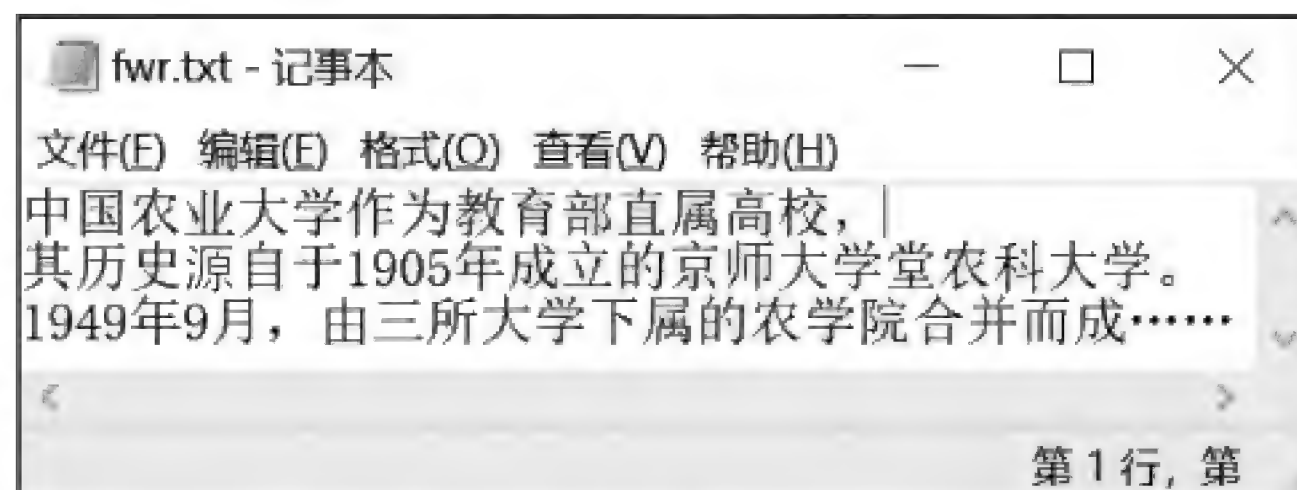 fwr.txt - 记事本
文件(F) 编辑(E) 格式(O) 查看(V) 帮助(H)
中国农业大学作为教育部直属高校，
其历史源自于1905年成立的京师大学堂农科大学。
1949年9月，由三所大学下属的农学院合并而成……
第 1 行, 第